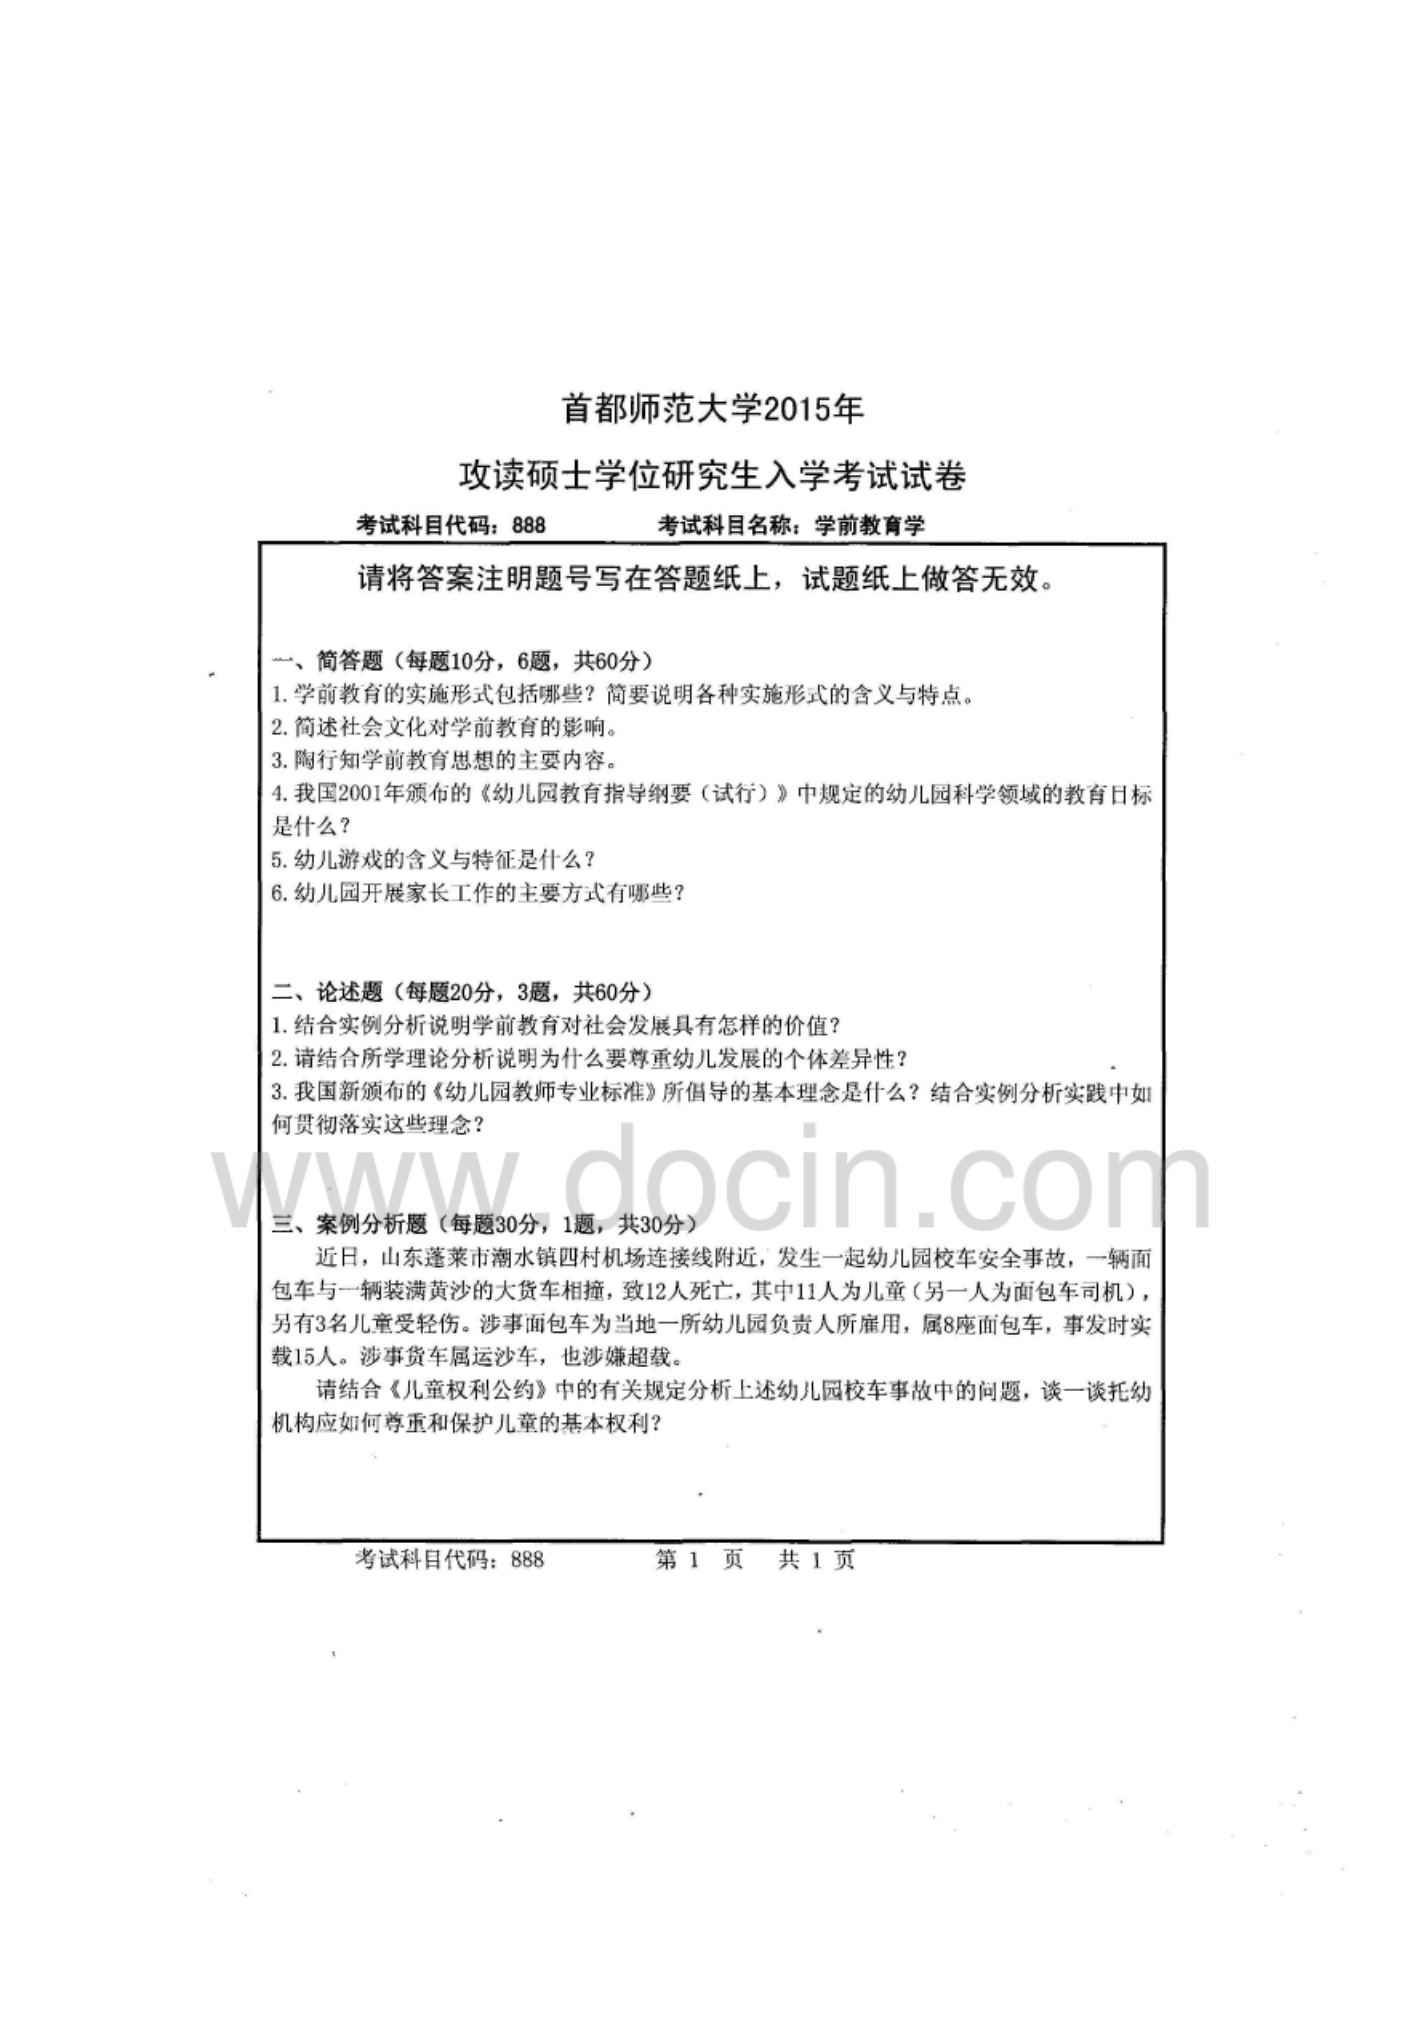 首都师范大学2015年
攻读硕士学位研究生入学考试试卷
考试科目代码：888 考试科目名称：学前教育学
请将答案注明题号写在答题纸上，试题纸上做答无效。
一、简答题（每题10分，6题，共60分）
1.学前教育的实施形式包括哪些？简要说明各种实施形式的含义与特点。
2.简述社会文化对学前教育的影响。
3.陶行知学前教育思想的主要内容。
4.我国2001年颁布的《幼儿园教育指导纲要（试行）》中规定的幼儿园科学领域的教育目标
是什么？
5.幼儿游戏的含义与特征是什么？
6.幼儿园开展家长工作的主要方式有哪些？
二、论述题（每题20分，3题，共60分）
1.结合实例分析说明学前教育对社会发展具有怎样的价值？
2.请结合所学理论分析说明为什么要尊重幼儿发展的个体差异性？
3.我国新颁布的《幼儿园教师专业标准》所倡导的基本理念是什么？结合实例分析实践中如
何贯彻落实这些理念？
www.docin.com
三、案例分析题（每题30分，1题，共30分）
近日，山东蓬莱市潮水镇四村机场连接线附近，发生一起幼儿园校车安全事故，一辆面
包车与一辆装满黄沙的大货车相撞，致12人死亡，其中11人为儿童（另一人为面包车司机），
另有3名儿童受轻伤。涉事面包车为当地一所幼儿园负责人所雇用，属8座面包车，事发时实
载15人。涉事货车属运沙车，也涉嫌超载。
请结合《儿童权利公约》中的有关规定分析上述幼儿园校车事故中的问题，谈一谈托幼
机构应如何尊重和保护儿童的基本权利？
考试科目代码：888 第 1 页 共 1 页